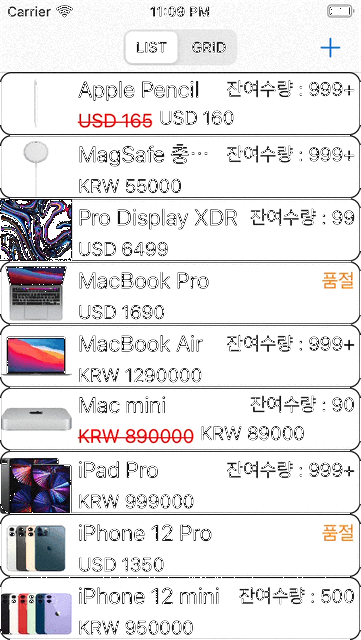 Carrier 11:09 PM
LIST GRID +
Apple Pencil 잔여수량 : 999+
USD 165 USD 160
MagSafe 충… 잔여수량 : 999+
KRW 55000
Pro Display XDR 잔여수량 : 99
USD 6499
MacBook Pro 품절
USD 1690
MacBook Air 잔여수량 : 999+
KRW 1290000
Mac mini 잔여수량 : 90
KRW 890000 KRW 89000
iPad Pro 잔여수량 : 999+
KRW 999000
iPhone 12 Pro 품절
USD 1350
iPhone 12 mini 잔여수량 : 500
KRW 950000